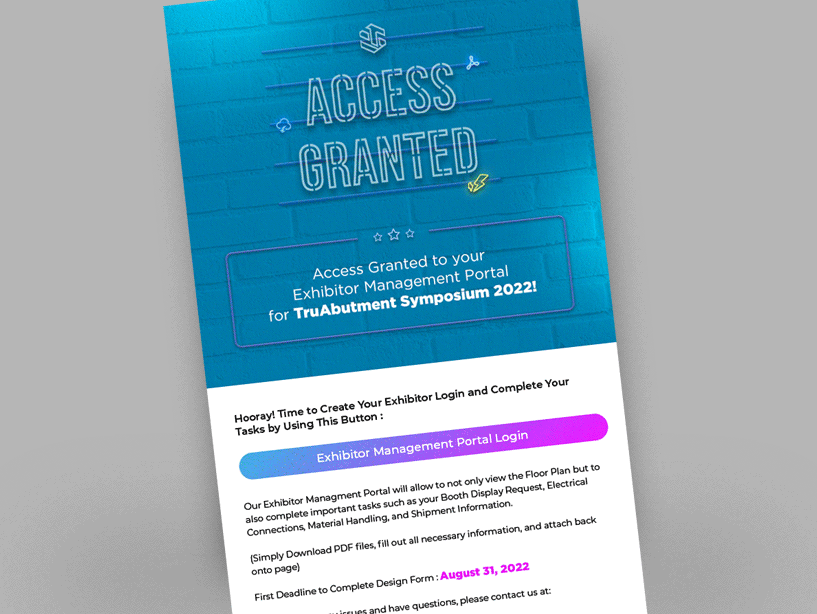 ACCESS
GRANTED
Access Granted to your
Exhibitor Management Portal
for TruAbutment Symposium 2022!
Hooray! Time to Create Your Exhibitor Login and Complete Your
Tasks by Using This Button :
Exhibitor Management Portal Login
Our Exhibitor Managment Portal will allow to not only view the Floor Plan but to
also complete important tasks such as your Booth Display Request, Electrical
Connections, Material Handling, and Shipment Information.
(Simply Download PDF files, fill out all necessary information, and attach back
onto page)
First Deadline to Complete Design Form : August 31, 2022
issues and have questions, please contact us at: